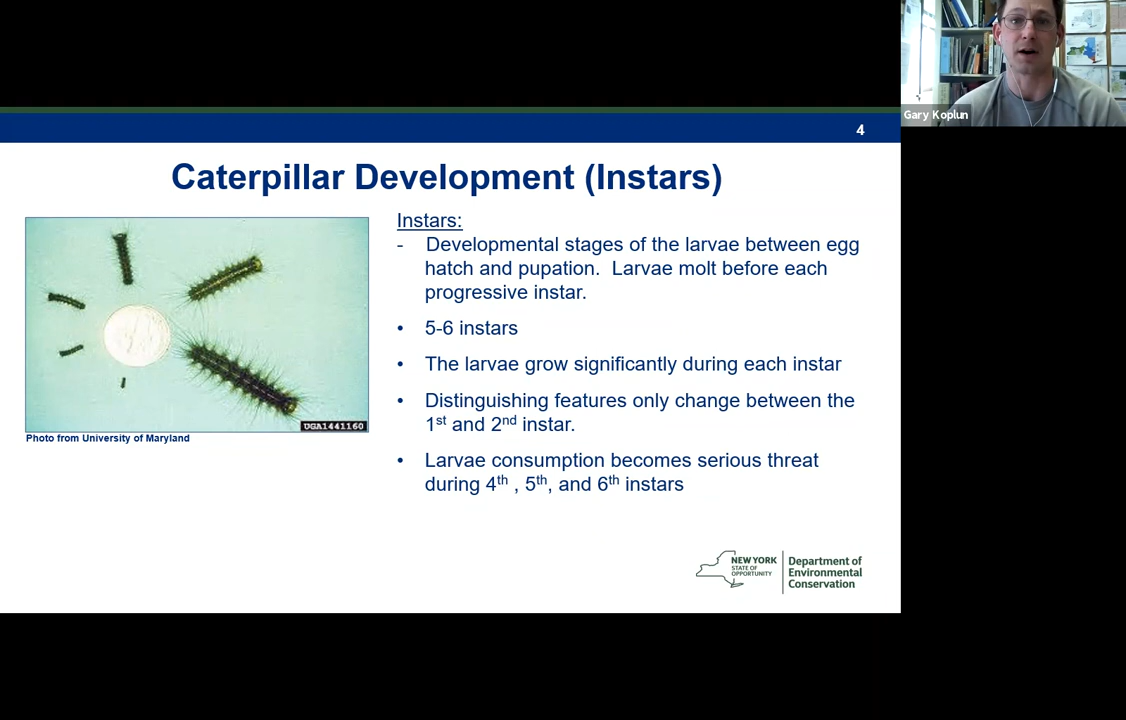 Gary Koplun
4
Caterpillar Development (Instars)
Instars:
- Developmental stages of the larvae between egg
hatch and pupation. Larvae molt before each
progressive instar.
• 5-6 instars
• The larvae grow significantly during each instar
• Distinguishing features only change between the
1st and 2nd instar.
• Larvae consumption becomes serious threat
during 4th , 5th, and 6th instars
UGA1441160
Photo from University of Maryland
NEW YORK
STATE OF
OPPORTUNITY
Department of
Environmental
Conservation